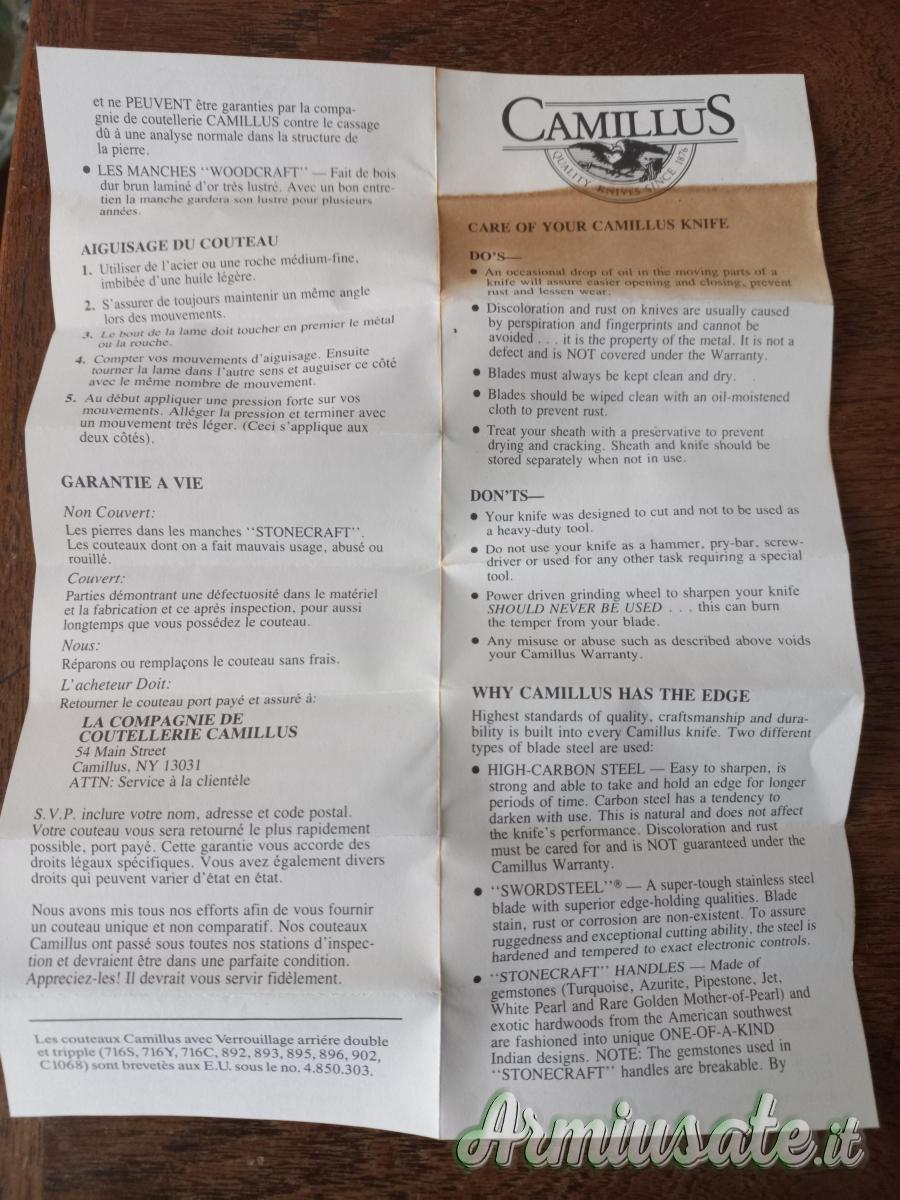 et ne PEUVENT être garanties par la compa-
gnie de coutellerie CAMILLUS contre le cassage
dû à une analyse normale dans la structure de
la pierre.
• LES MANCHES "WOODCRAFT" — Fait de bois
dur brun laminé d'or très lustré. Avec un bon entre-
tien la manche gardera son lustre pour plusieurs
années.
AIGUISAGE DU COUTEAU
1. Utiliser de l'acier ou une roche médium-fine,
imbibée d'une huile légère.
2. S'assurer de toujours maintenir un même angle
lors des mouvements.
3. Le bout de la lame doit toucher en premier le métal
ou la rouche.
4. Compter vos mouvements d'aiguisage. Ensuite
tourner la lame dans l'autre sens et auguiser ce côté
avec le même nombre de mouvement.
5. Au début appliquer une pression forte sur vos
mouvements. Alléger la pression et terminer avec
un mouvement très léger. (Ceci s'applique aux
deux côtés).
GARANTIE A VIE
Non Couvert:
Les pierres dans les manches "STONECRAFT".
Les couteaux dont on a fait mauvais usage, abusé ou
rouillé.
Couvert:
Parties démontrant une défectuosité dans le matériel
et la fabrication et ce après inspection, pour aussi
longtemps que vous possédez le couteau.
Nous:
Réparons ou remplaçons le couteau sans frais.
L'acheteur Doit:
Retourner le couteau port payé et assuré à:
LA COMPAGNIE DE
COUTELLERIE CAMILLUS
54 Main Street
Camillus, NY 13031
ATTN: Service à la clientèle
S.V.P. inclure votre nom, adresse et code postal.
Votre couteau vous sera retourné le plus rapidement
possible, port payé. Cette garantie vous accorde des
droits légaux spécifiques. Vous avez également divers
droits qui peuvent varier d'état en état.
Nous avons mis tous nos efforts afin de vous fournir
un couteau unique et non comparatif. Nos couteaux
Camillus ont passé sous toutes nos stations d'inspec-
tion et devraient être dans une parfaite condition.
Appreciez-les! Il devrait vous servir fidèlement.
Les couteaux Camillus avec Verrouillage arriére double
et tripple (716S, 716Y, 716C, 892, 893, 895, 896, 902,
C1068) sont brevetès aux E.U. sous le no. 4.850.303.
CAMILLUS
QUALITY KNIVES SINCE 1876
CARE OF YOUR CAMILLUS KNIFE
DO'S—
• An occasional drop of oil in the moving parts of a
knife will assure easier opening and closing, prevent
rust and lessen wear.
• Discoloration and rust on knives are usually caused
by perspiration and fingerprints and cannot be
avoided . . . it is the property of the metal. It is not a
defect and is NOT covered under the Warranty.
• Blades must always be kept clean and dry.
• Blades should be wiped clean with an oil-moistened
cloth to prevent rust.
• Treat your sheath with a preservative to prevent
drying and cracking. Sheath and knife should be
stored separately when not in use.
DON'TS—
• Your knife was designed to cut and not to be used as
a heavy-duty tool.
• Do not use your knife as a hammer, pry-bar, screw-
driver or used for any other task requiring a special
tool.
• Power driven grinding wheel to sharpen your knife
SHOULD NEVER BE USED . . . this can burn
the temper from your blade.
• Any misuse or abuse such as described above voids
your Camillus Warranty.
WHY CAMILLUS HAS THE EDGE
Highest standards of quality, craftsmanship and dura-
bility is built into every Camillus knife. Two different
types of blade steel are used:
• HIGH-CARBON STEEL — Easy to sharpen, is
strong and able to take and hold an edge for longer
periods of time. Carbon steel has a tendency to
darken with use. This is natural and does not affect
the knife's performance. Discoloration and rust
must be cared for and is NOT guaranteed under the
Camillus Warranty.
• "SWORDSTEEL"® — A super-tough stainless steel
blade with superior edge-holding qualities. Blade
stain, rust or corrosion are non-existent. To assure
ruggedness and exceptional cutting ability, the steel is
hardened and tempered to exact electronic controls.
• "STONECRAFT" HANDLES — Made of
gemstones (Turquoise, Azurite, Pipestone, Jet,
White Pearl and Rare Golden Mother-of-Pearl) and
exotic hardwoods from the American southwest
are fashioned into unique ONE-OF-A-KIND
Indian designs. NOTE: The gemstones used in
"STONECRAFT" handles are breakable. By
Armiusate.it